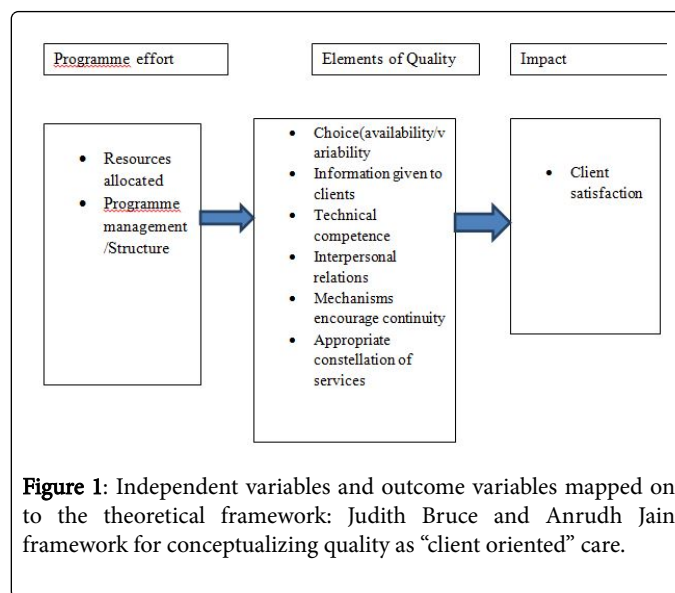 Programme effort
Elements of Quality
Impact
• Resources
allocated
• Programme
management
/Structure
• Choice(availability/v
ariability
• Information given to
clients
• Technical
competence
• Interpersonal
relations
• Mechanisms
encourage continuity
• Appropriate
constellation of
services
• Client
satisfaction
Figure 1: Independent variables and outcome variables mapped on
to the theoretical framework: Judith Bruce and Anrudh Jain
framework for conceptualizing quality as “client oriented” care.